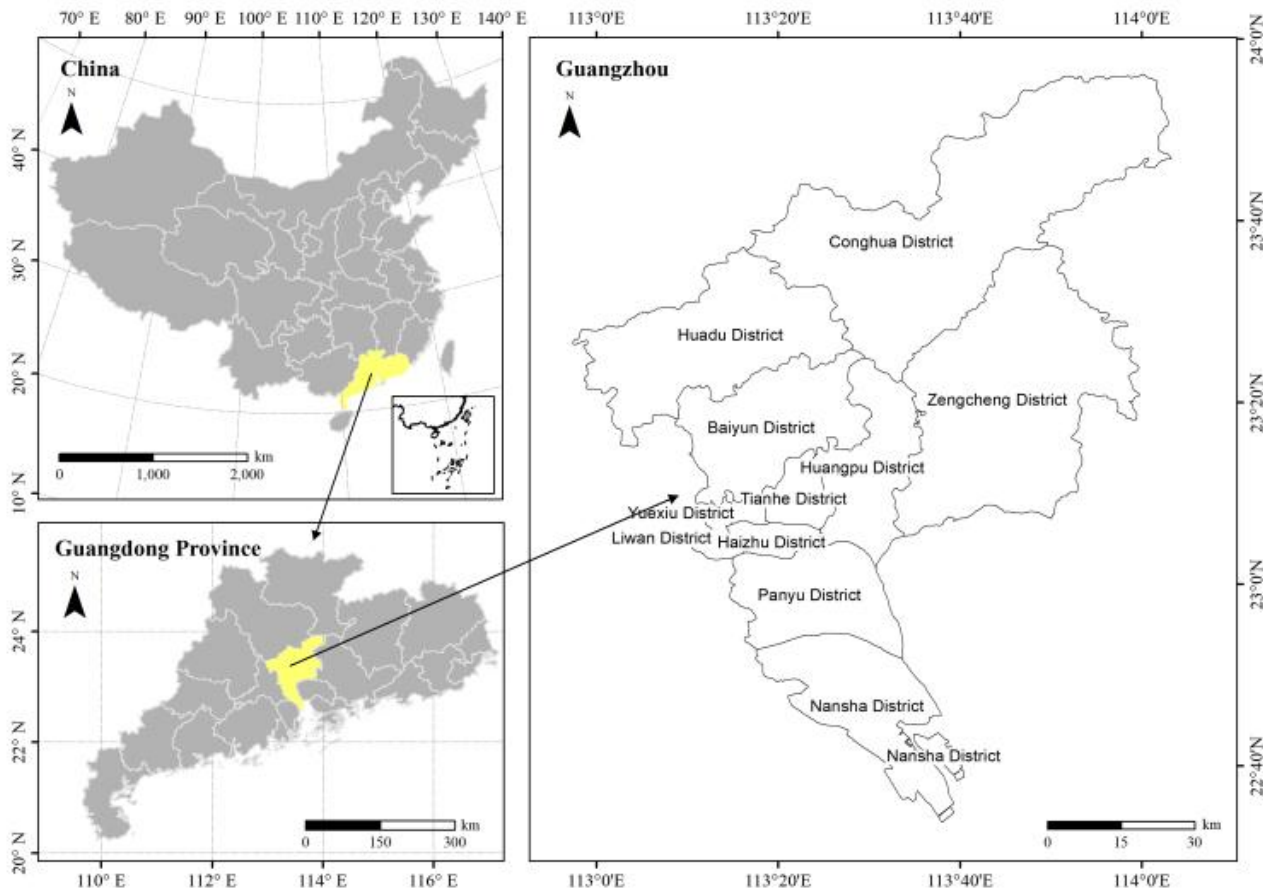 70° E 80° E 90° E 100° E 110° E 120° E 130° E 140° E
China
N
40° N
30° N
20° N
10° N
km
0 1,000 2,000
Guangdong Province
N
24°N
22°N
20°N
km
0 150 300
110° E 112° E 114° E 116° E
113°0'E 113°20'E 113°40'E 114°0'E
Guangzhou
N
24°0'N
23°40'N
23°20'N
23°0'N
22°40'N
Conghua District
Huadu District
Zengcheng District
Baiyun District
Huangpu District
Tianhe District
Yuexiu District
Liwan District
Haizhu District
Panyu District
Nansha District
Nansha District
km
0 15 30
113°0'E 113°20'E 113°40'E 114°0'E